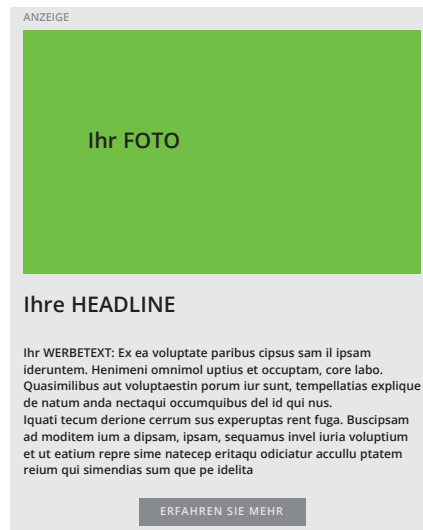 ANZEIGE
Ihr FOTO
Ihre HEADLINE
Ihr WERBETEXT: Ex ea voluptate paribus cipsus sam il ipsam
ideruntem. Henimeni omnimol uptius et occuptam, core labo.
Quasimilibus aut voluptaestin porum iur sunt, tempellatias explique
de natum anda nectaqui occumquibus del id qui nus.
Iquati tecum derione cerrum sus experuptas rent fuga. Buscipsam
ad moditem ium a dipsam, ipsam, sequamus invel iuria voluptium
et ut eatium repre sime natecep eritaqu odiciatur accullu ptatem
reium qui simendias sum que pe idelita
ERFAHREN SIE MEHR